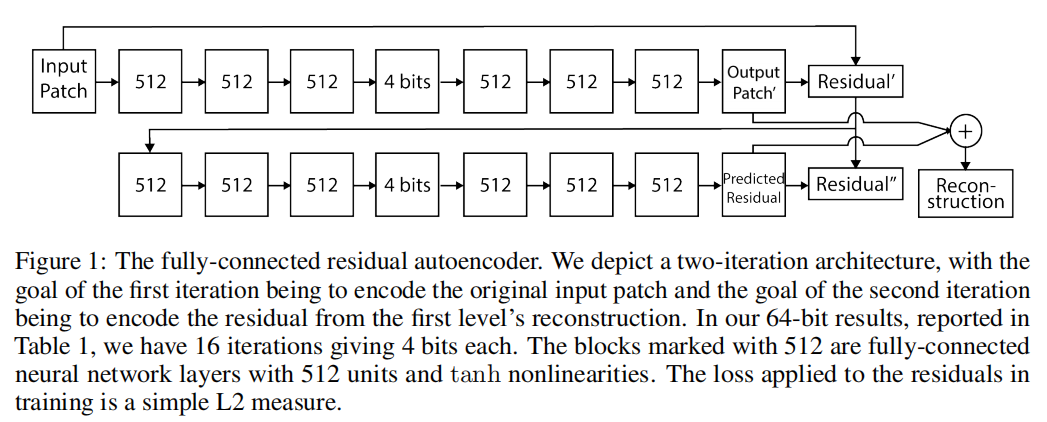 Input
Patch
512
512
512
4 bits
512
512
512
Output
Patch′
Residual′
+
512
512
512
4 bits
512
512
512
Predicted
Residual
Residual″
Recon-
struction
Figure 1: The fully-connected residual autoencoder. We depict a two-iteration architecture, with the
goal of the first iteration being to encode the original input patch and the goal of the second iteration
being to encode the residual from the first level’s reconstruction. In our 64-bit results, reported in
Table 1, we have 16 iterations giving 4 bits each. The blocks marked with 512 are fully-connected
neural network layers with 512 units and tanh nonlinearities. The loss applied to the residuals in
training is a simple L2 measure.